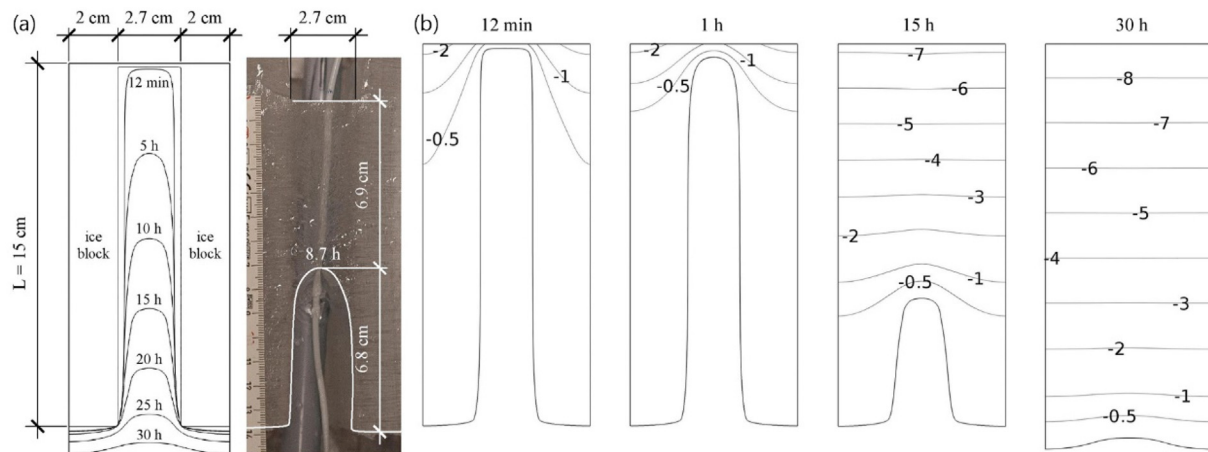 (a)
2 cm 2.7 cm 2 cm
2.7 cm
L = 15 cm
12 min
5 h
10 h
ice block
ice block
15 h
20 h
25 h
30 h
6.9 cm
8.7 h
6.8 cm
(b)
12 min
-2
-1
-0.5
1 h
-2
-1
-0.5
15 h
-7
-6
-5
-4
-3
-2
-1
-0.5
30 h
-8
-7
-6
-5
-4
-3
-2
-1
-0.5